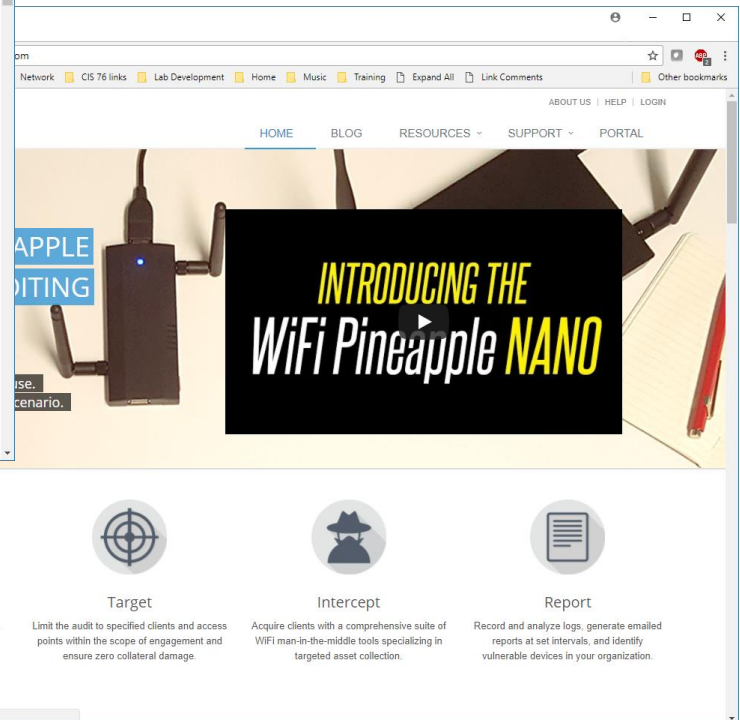 om
ABP
2
Network CIS 76 links Lab Development Home Music Training Expand All Link Comments Other bookmarks
ABOUT US | HELP | LOGIN
HOME BLOG RESOURCES SUPPORT PORTAL
APPLE
DITING
INTRODUCING THE
WiFi Pineapple NANO
use.
cenario.
Target
Limit the audit to specified clients and access
points within the scope of engagement and
ensure zero collateral damage.
Intercept
Acquire clients with a comprehensive suite of
WiFi man-in-the-middle tools specializing in
targeted asset collection.
Report
Record and analyze logs, generate emailed
reports at set intervals, and identify
vulnerable devices in your organization.